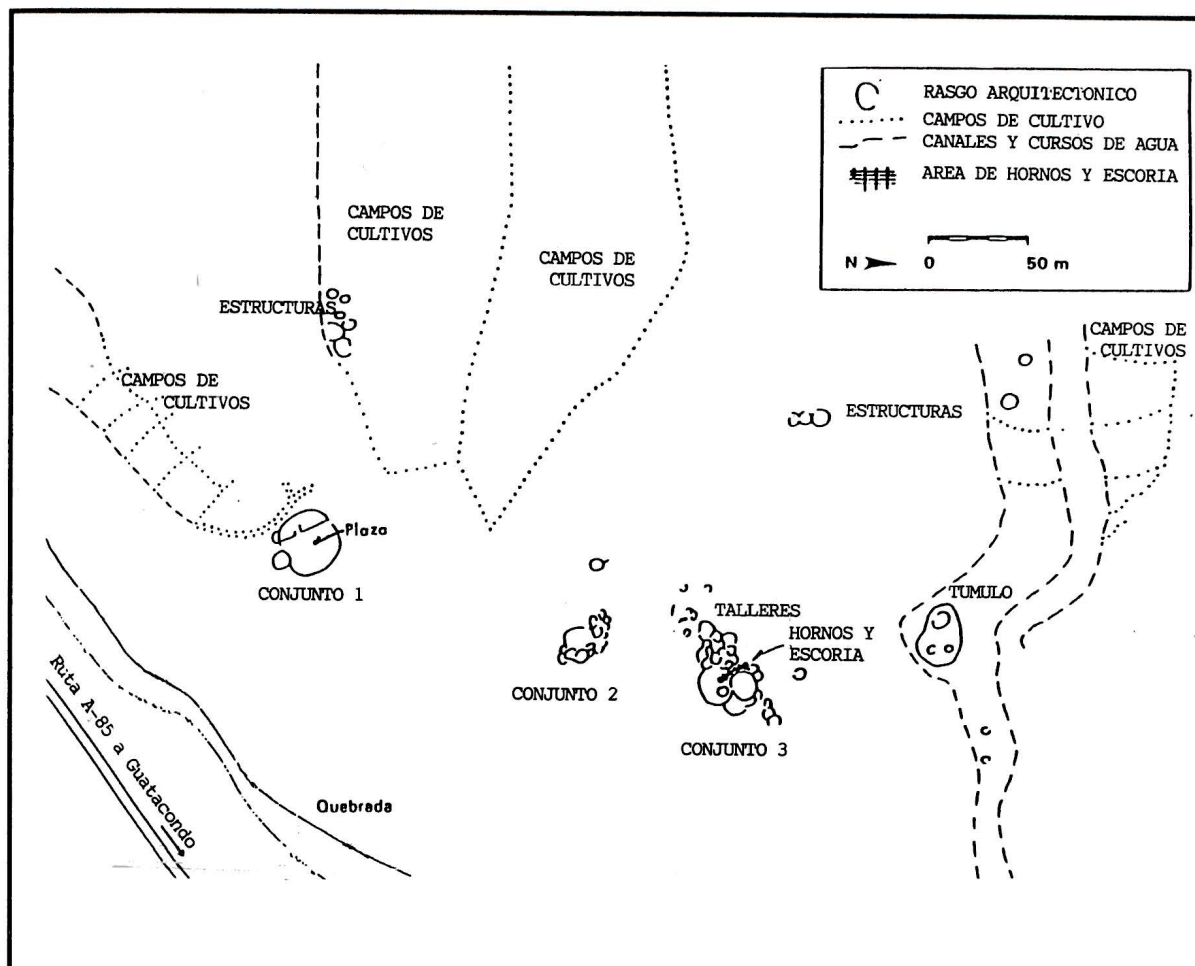 RASGO ARQUITECTONICO
CAMPOS DE CULTIVO
CANALES Y CURSOS DE AGUA
AREA DE HORNOS Y ESCORIA
N
0 50 m
CAMPOS DE
CULTIVOS
CAMPOS DE
CULTIVOS
ESTRUCTURAS
CAMPOS DE
CULTIVOS
CAMPOS DE
CULTIVOS
ESTRUCTURAS
Plaza
CONJUNTO 1
TUMULO
TALLERES
HORNOS Y
ESCORIA
CONJUNTO 2
CONJUNTO 3
Ruta A-85 a Guatacondo
Quebrada